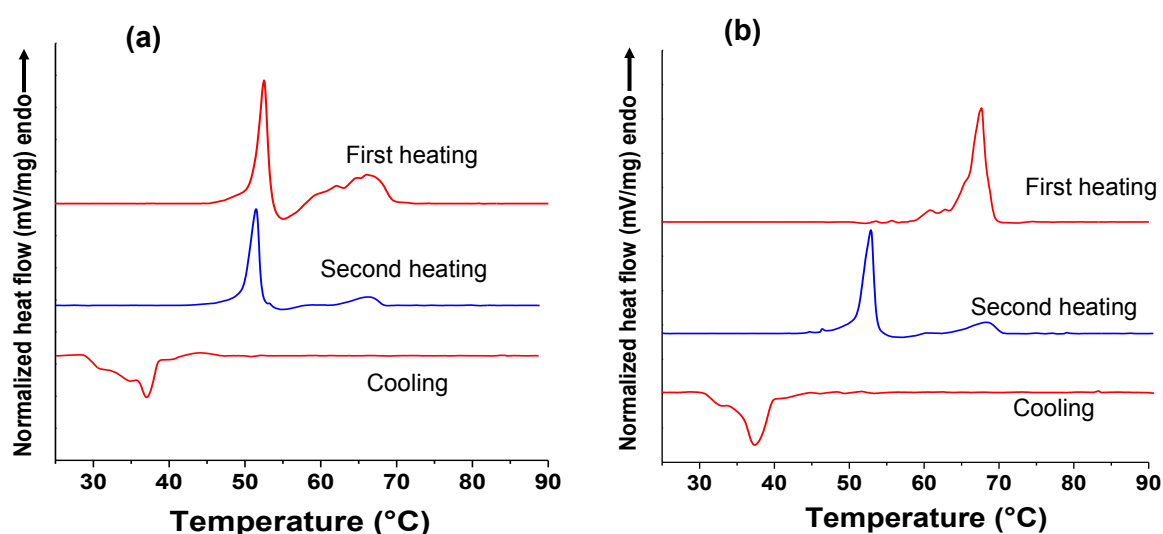 (a)
Normalized heat flow (mV/mg) endo
First heating
Second heating
Cooling
30 40 50 60 70 80 90
Temperature (°C)
(b)
Normalized heat flow (mV/mg) endo
First heating
Second heating
Cooling
30 40 50 60 70 80 90
Temperature (°C)